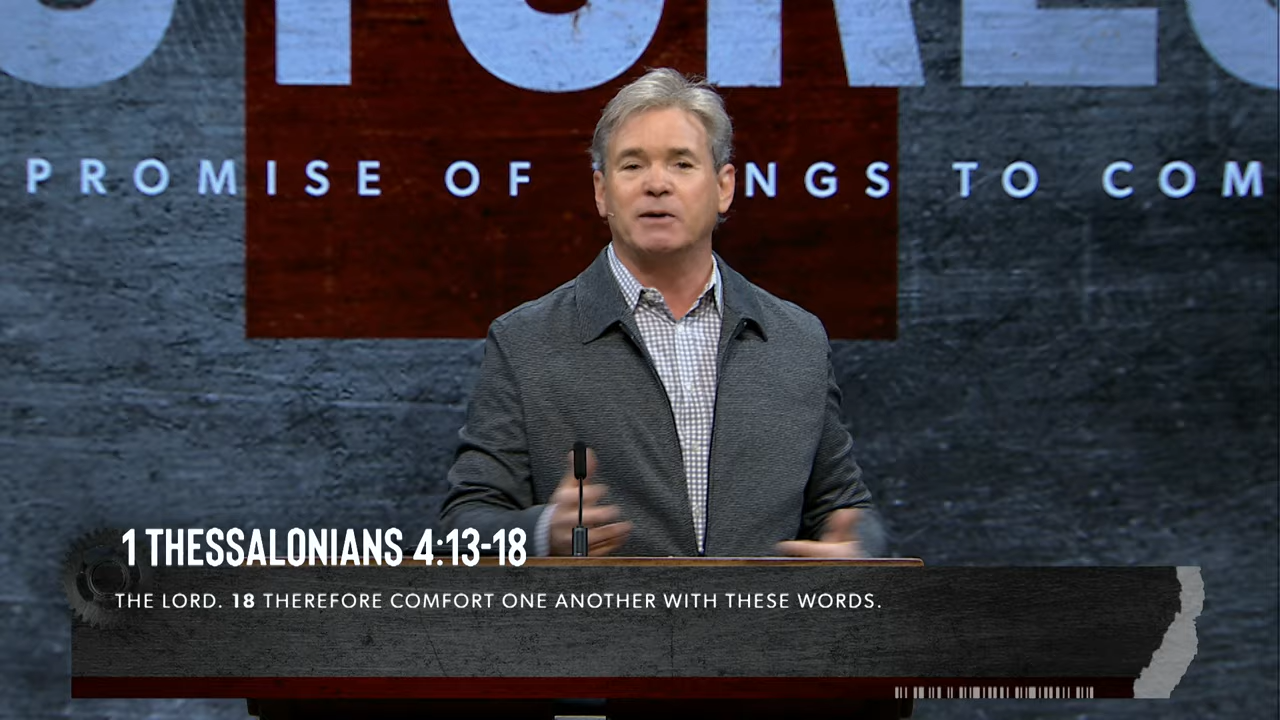 PROMISE OF NGS TO COM
1 THESSALONIANS 4:13-18
THE LORD. 18 THEREFORE COMFORT ONE ANOTHER WITH THESE WORDS.